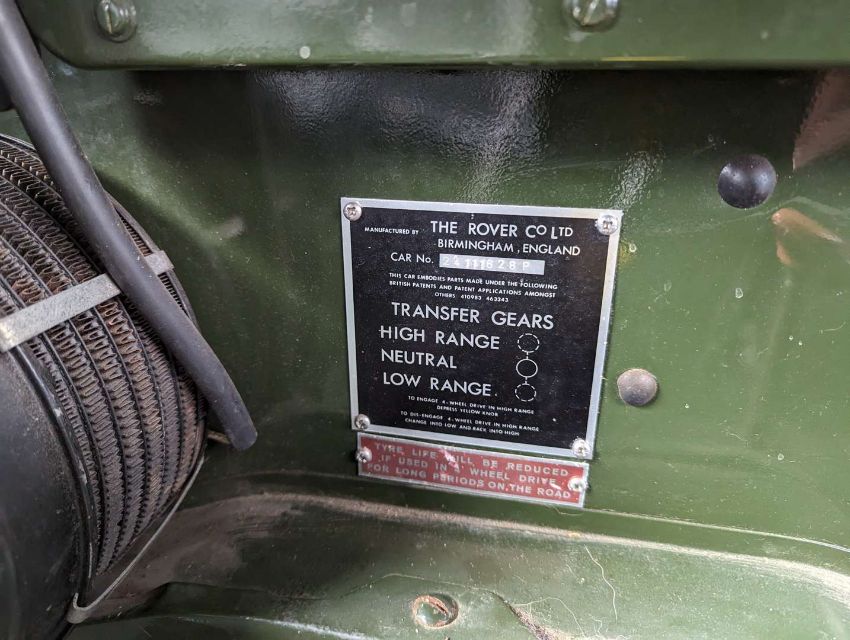 MANUFACTURED BY THE ROVER CO LTD
BIRMINGHAM, ENGLAND
CAR No. 24111828P
THIS CAR EMBODIES PARTS MADE UNDER THE FOLLOWING
BRITISH PATENTS AND PATENT APPLICATIONS AMONGST
OTHERS 410983 463243
TRANSFER GEARS
HIGH RANGE
NEUTRAL
LOW RANGE
TO ENGAGE 4-WHEEL DRIVE IN HIGH RANGE
DEPRESS YELLOW KNOB
TO DIS-ENGAGE 4-WHEEL DRIVE IN HIGH RANGE
CHANGE INTO LOW AND BACK INTO HIGH
TYRE LIFE WILL BE REDUCED
IF USED IN 4 WHEEL DRIVE
FOR LONG PERIODS ON THE ROAD